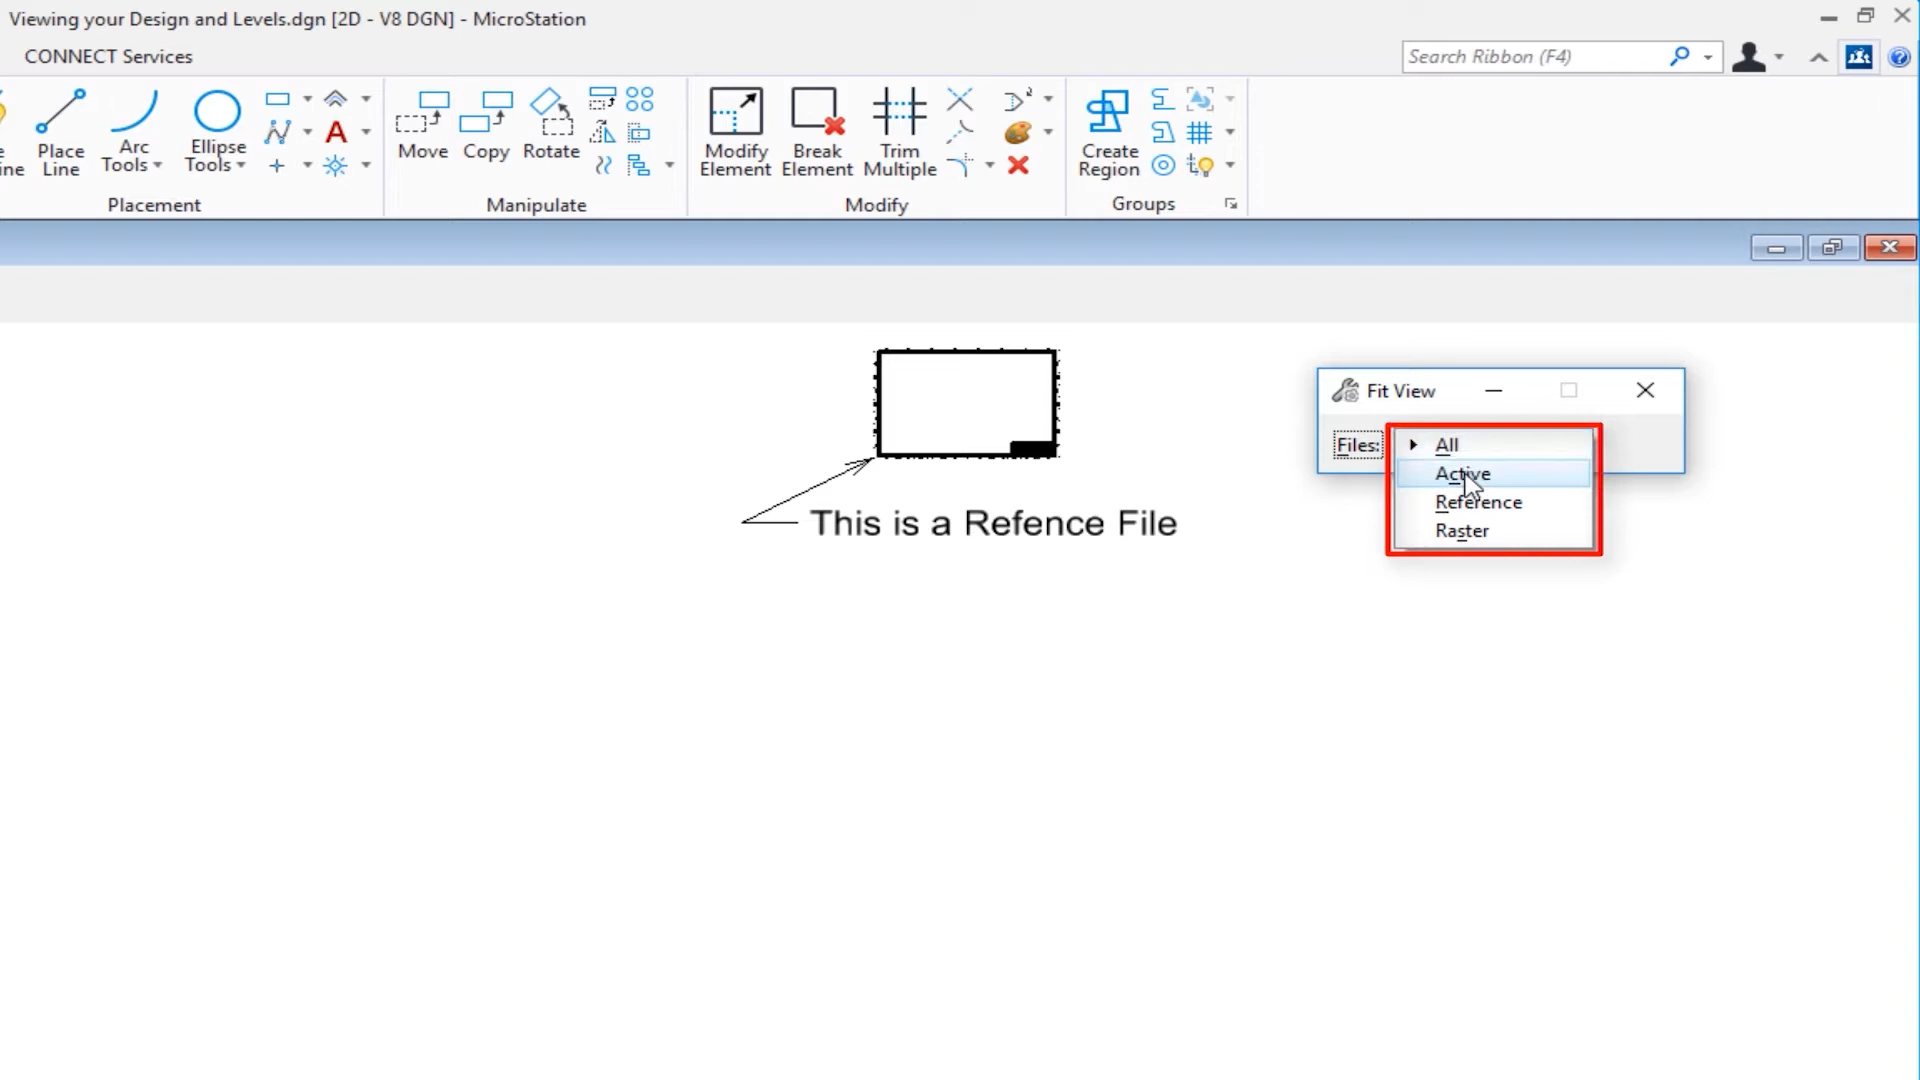 Viewing your Design and Levels.dgn [2D - V8 DGN] - MicroStation
CONNECT Services
Search Ribbon (F4)
Place Line
Arc Tools
Ellipse Tools
A
Move
Copy
Rotate
Modify Element
Break Element
Trim Multiple
Create Region
Placement
Manipulate
Modify
Groups
Fit View
Files:
All
Active
Reference
Raster
This is a Refence File